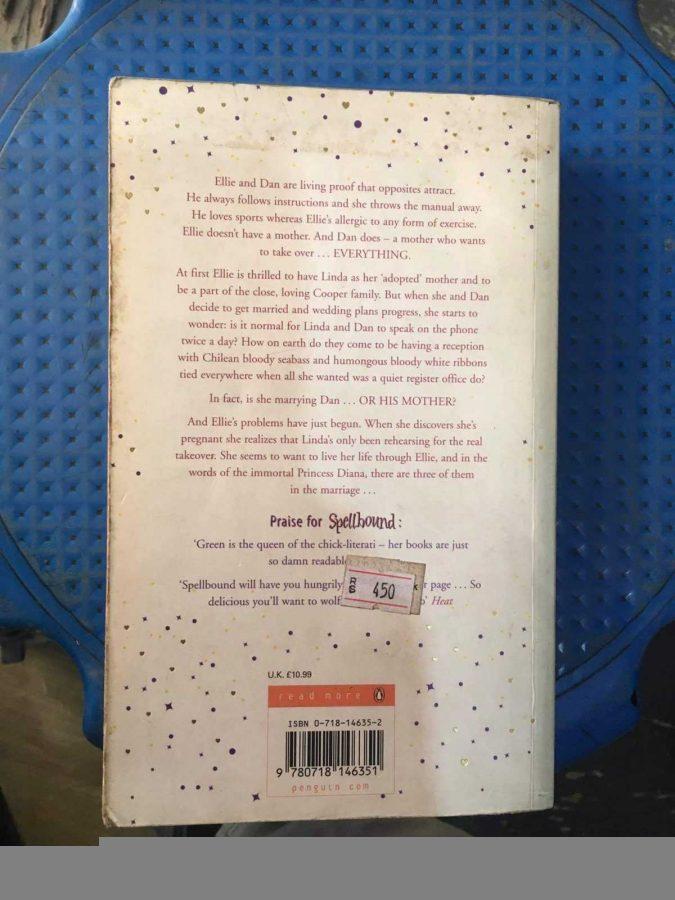 Ellie and Dan are living proof that opposites attract.
He always follows instructions and she throws the manual away.
He loves sports whereas Ellie's allergic to any form of exercise.
Ellie doesn't have a mother. And Dan does – a mother who wants
to take over ... EVERYTHING.
At first Ellie is thrilled to have Linda as her 'adopted' mother and to
be a part of the close, loving Cooper family. But when she and Dan
decide to get married and wedding plans progress, she starts to
wonder: is it normal for Linda and Dan to speak on the phone
twice a day? How on earth do they come to be having a reception
with Chilean bloody seabass and humongous bloody white ribbons
tied everywhere when all she wanted was a quiet register office do?
In fact, is she marrying Dan ... OR HIS MOTHER?
And Ellie's problems have just begun. When she discovers she's
pregnant she realizes that Linda's only been rehearsing for the real
takeover. She seems to want to live her life through Ellie, and in the
words of the immortal Princess Diana, there are three of them
in the marriage ...
Praise for Spellbound:
'Green is the queen of the chick-literati – her books are just
so damn readable
'Spellbound will have you hungrily page ... So
delicious you'll want to wolf Heat
RS 450
U.K. £10.99
read more
ISBN 0-718-14635-2
9 780718 146351
penguin.com